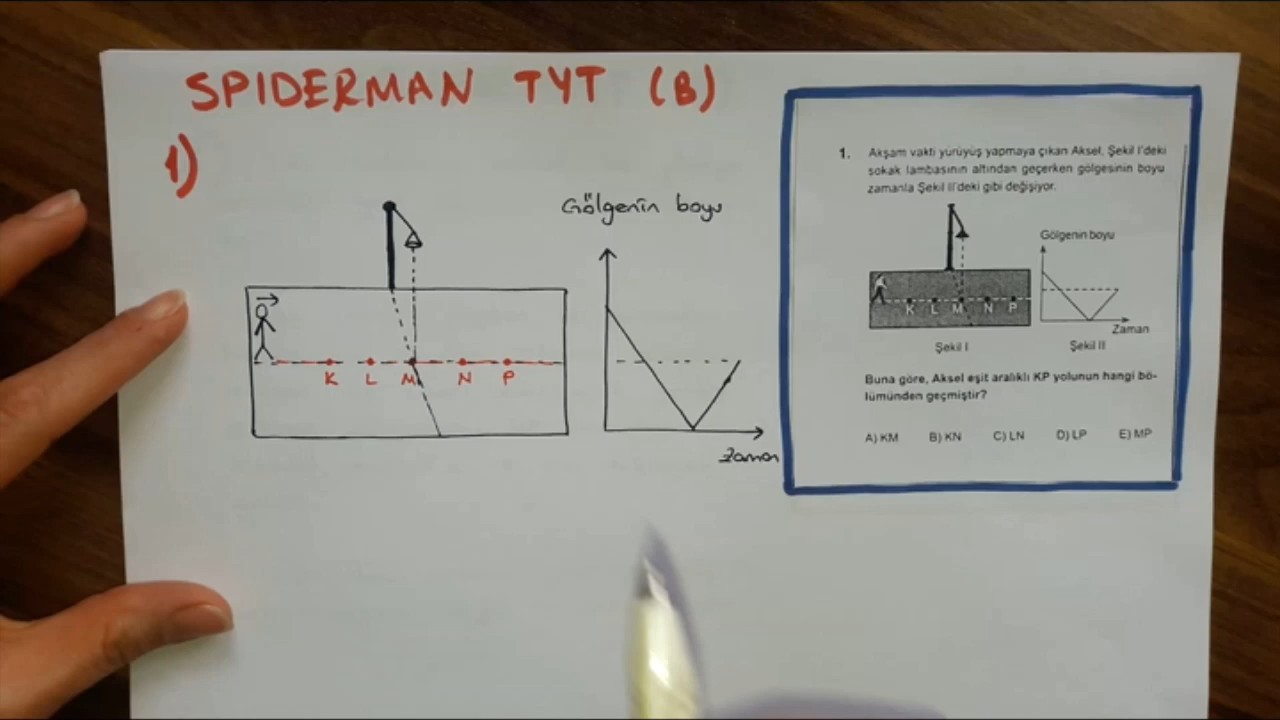 SPIDERMAN TYT (B)
1)
Gölgenin boyu
K L M N P
Zaman
1. Akşam vakti yürüyüş yapmaya çıkan Aksel, Şekil I'deki
sokak lambasının altından geçerken gölgesinin boyu
zamanla Şekil II'deki gibi değişiyor.
Gölgenin boyu
K L M N P
Zaman
Şekil I
Şekil II
Buna göre, Aksel eşit aralıklı KP yolunun hangi bö-
lümünden geçmiştir?
A) KM B) KN C) LN D) LP E) MP